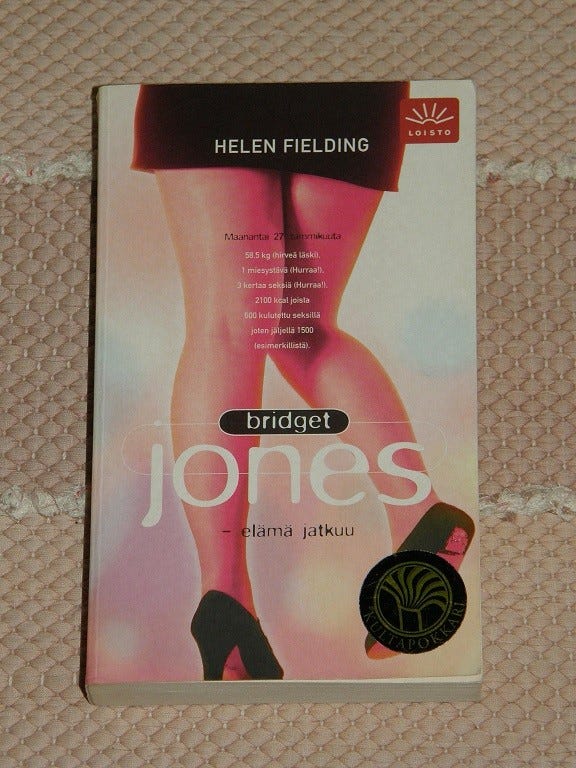 LOISTO
HELEN FIELDING
Maanantai 27. tammikuuta
58.5 kg (hirveä läski),
1 miesystävä (Hurraa!),
3 kertaa seksiä (Hurraa!),
2100 kcal joista
600 kulutettu seksillä
joten jäljellä 1500
(esimerkillistä).
bridget
jones
– elämä jatkuu
KULTAPOKKARI